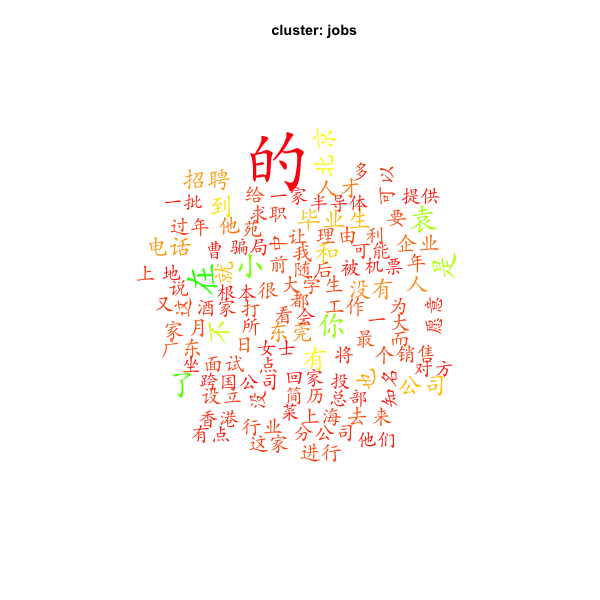 cluster: jobs
的
北京
多
可以
招聘
给
一家
人才
半导体
提供
一批
到
求职
毕业生
要
袁
过年
他
苑
中
让
理由
利
企业
电话
曹
骗局
我
和
可能
是
上
地
就
在
小
前
随后
被
机票
年
说
根本
很
大学生
没有
人
又
这
酒家
打
都
工作
为
愿意
家
月
不
所
看
会
你
一
大
而
广东
日
东莞
最
坐
面试
女士
点
有
将
个
销售
对方
了
跨国公司
回家
投
也
知名
公司
设立
没
简历
总部
香港
菜
上海
去
来
有点
行业
分公司
他们
这家
进行